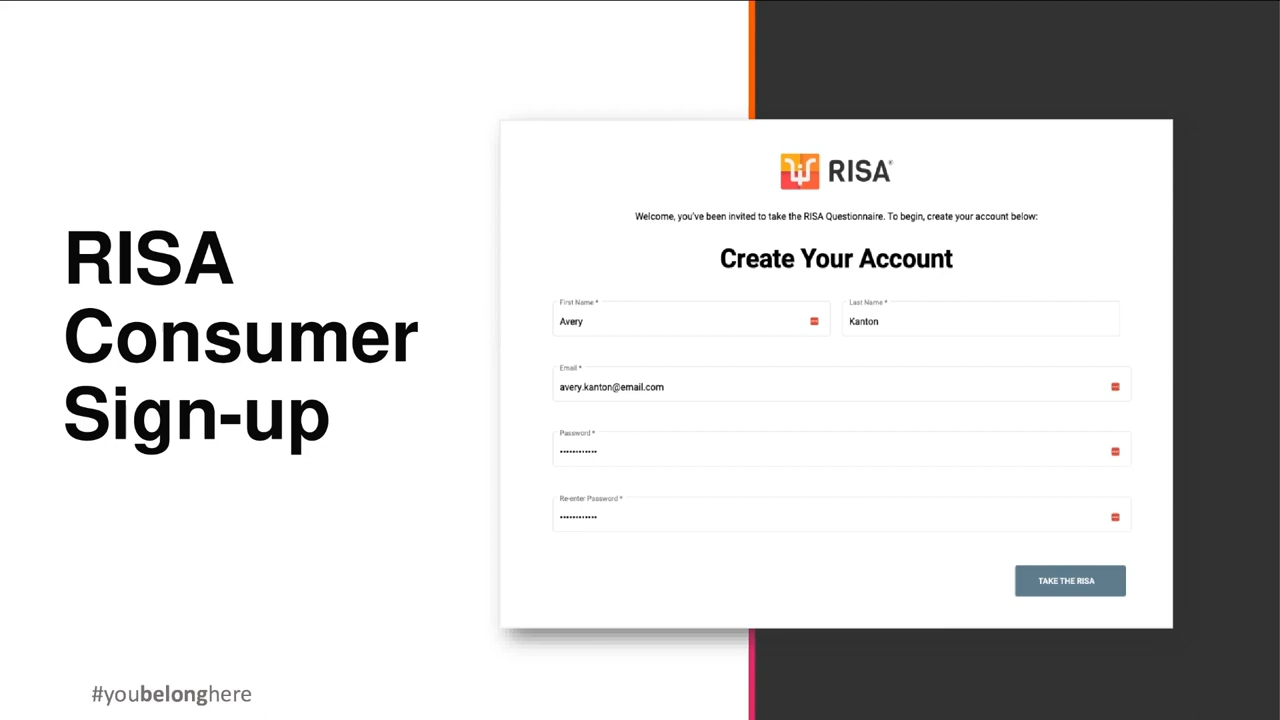 RISA
Consumer
Sign-up
RISA®
Welcome, you've been invited to take the RISA Questionnaire. To begin, create your account below:
Create Your Account
First Name *
Last Name *
Avery
Kanton
Email *
avery.kanton@email.com
Password *
••••••••••••
Re-enter Password *
••••••••••••
TAKE THE RISA
#youbelonghere